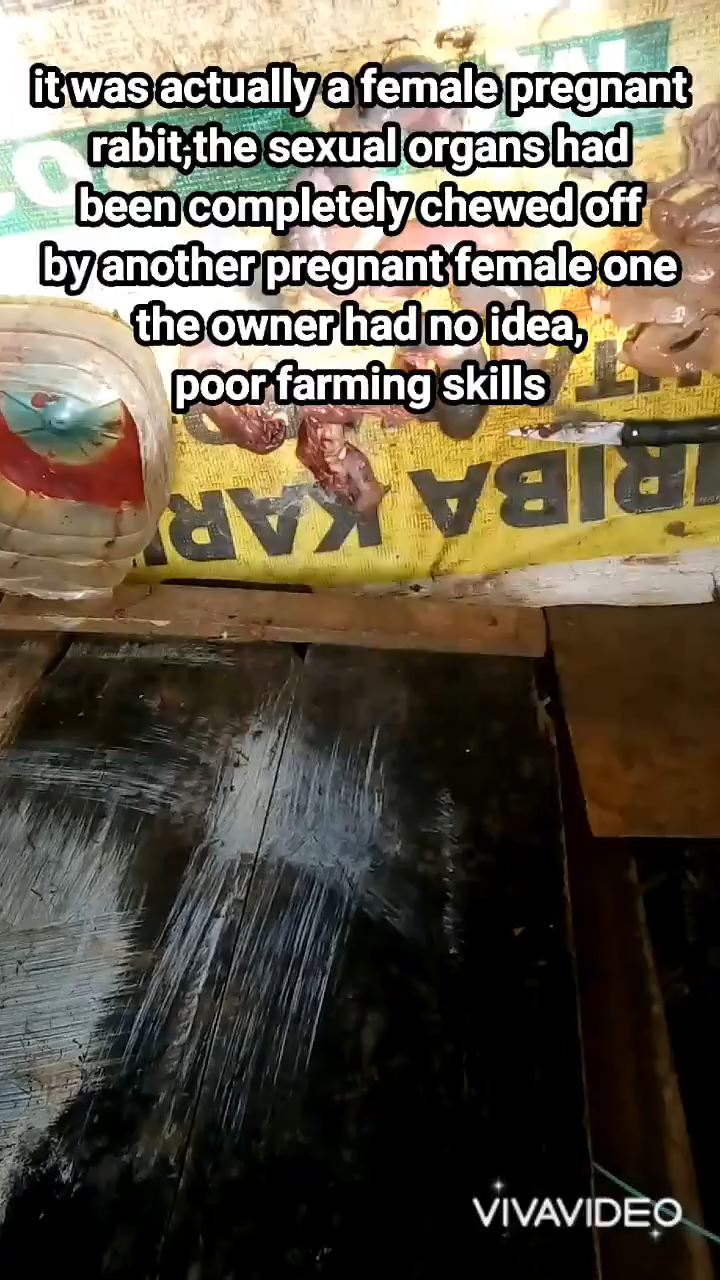 it was actually a female pregnant
rabit,the sexual organs had
been completely chewed off
by another pregnant female one
the owner had no idea,
poor farming skills
VIVAVIDEO